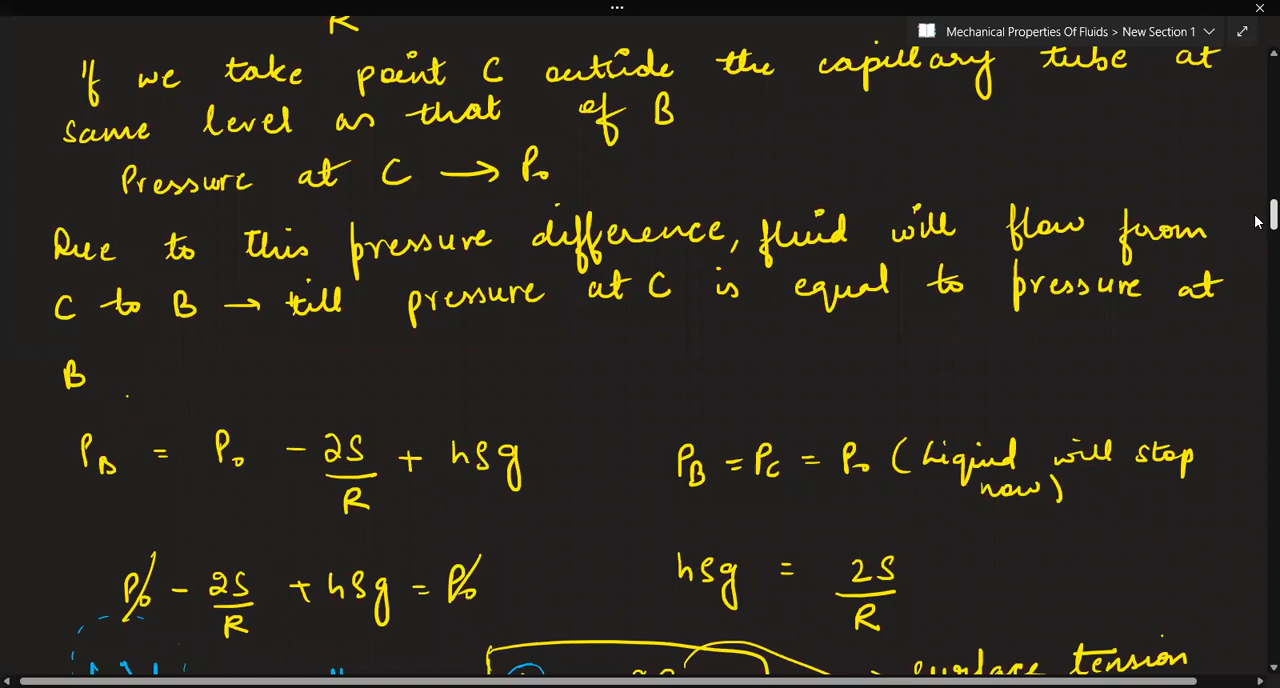 Mechanical Properties Of Fluids > New Section 1
R
If we take point C outside the capillary tube at
same level as that of B
Pressure at C → P₀
Due to this pressure difference, fluid will flow from
C to B → till pressure at C is equal to pressure at
B
P_B = P₀ - 2S/R + hρg
P_B = P_C = P₀ (Liquid will stop
now)
P₀ - 2S/R + hρg = P₀
hρg = 2S/R
surface tension